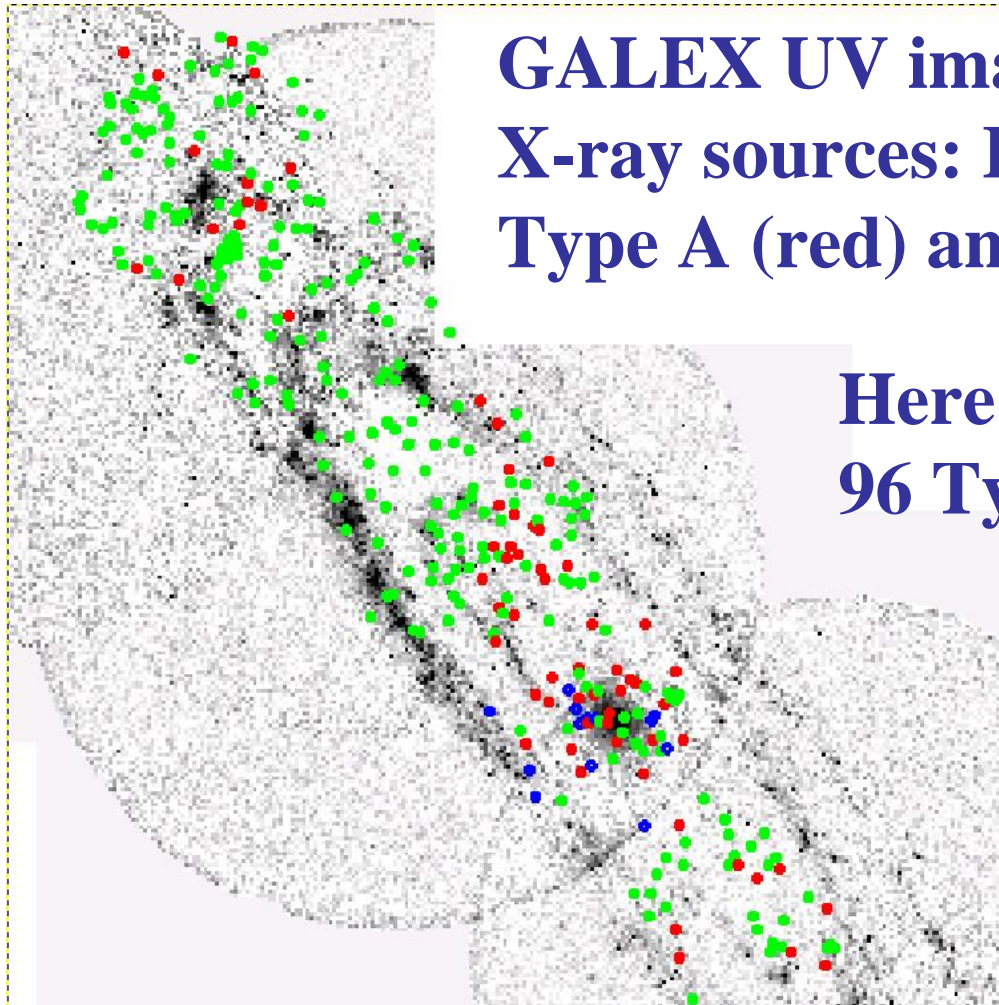 GALEX UV ima
X-ray sources:
Type A (red) an
Here
96 Ty